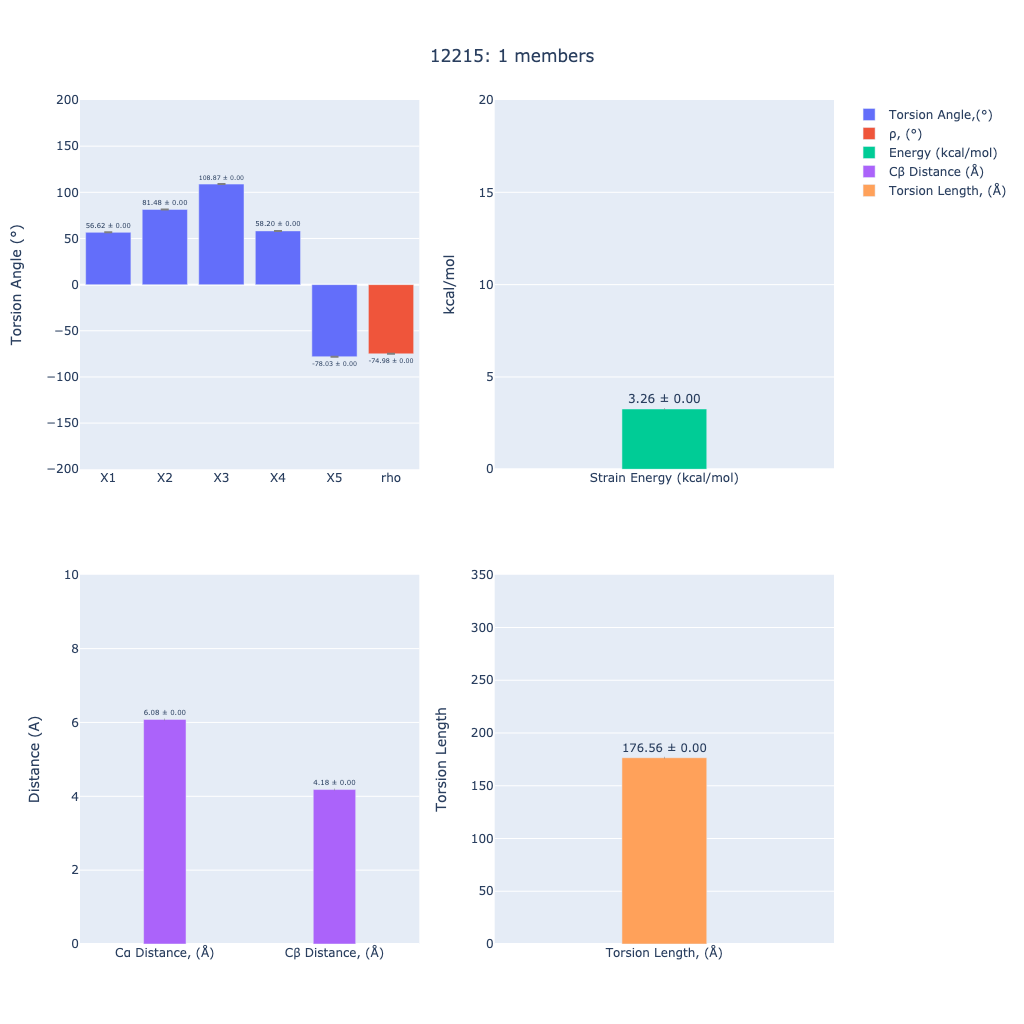 12215: 1 members
200
150
100
50
0
−50
−100
−150
−200
Torsion Angle (°)
56.62 ± 0.00
81.48 ± 0.00
108.87 ± 0.00
58.20 ± 0.00
-78.03 ± 0.00
-74.98 ± 0.00
X1
X2
X3
X4
X5
rho
20
15
10
5
0
kcal/mol
3.26 ± 0.00
Strain Energy (kcal/mol)
Torsion Angle,(°)
ρ, (°)
Energy (kcal/mol)
Cβ Distance (Å)
Torsion Length, (Å)
10
8
6
4
2
0
Distance (A)
6.08 ± 0.00
4.18 ± 0.00
Cα Distance, (Å)
Cβ Distance, (Å)
350
300
250
200
150
100
50
0
Torsion Length
176.56 ± 0.00
Torsion Length, (Å)